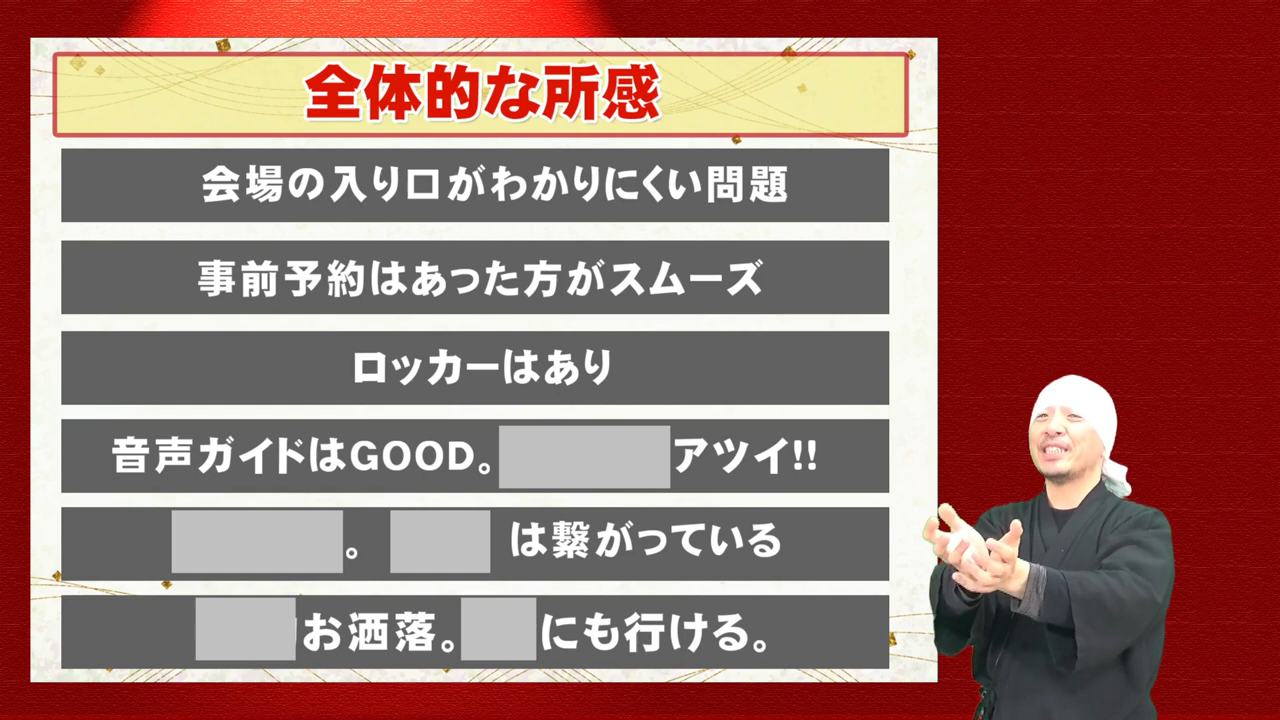 全体的な所感
会場の入り口がわかりにくい問題
事前予約はあった方がスムーズ
ロッカーはあり
音声ガイドはGOOD。 アツイ!!
。 は繋がっている
お洒落。 にも行ける。